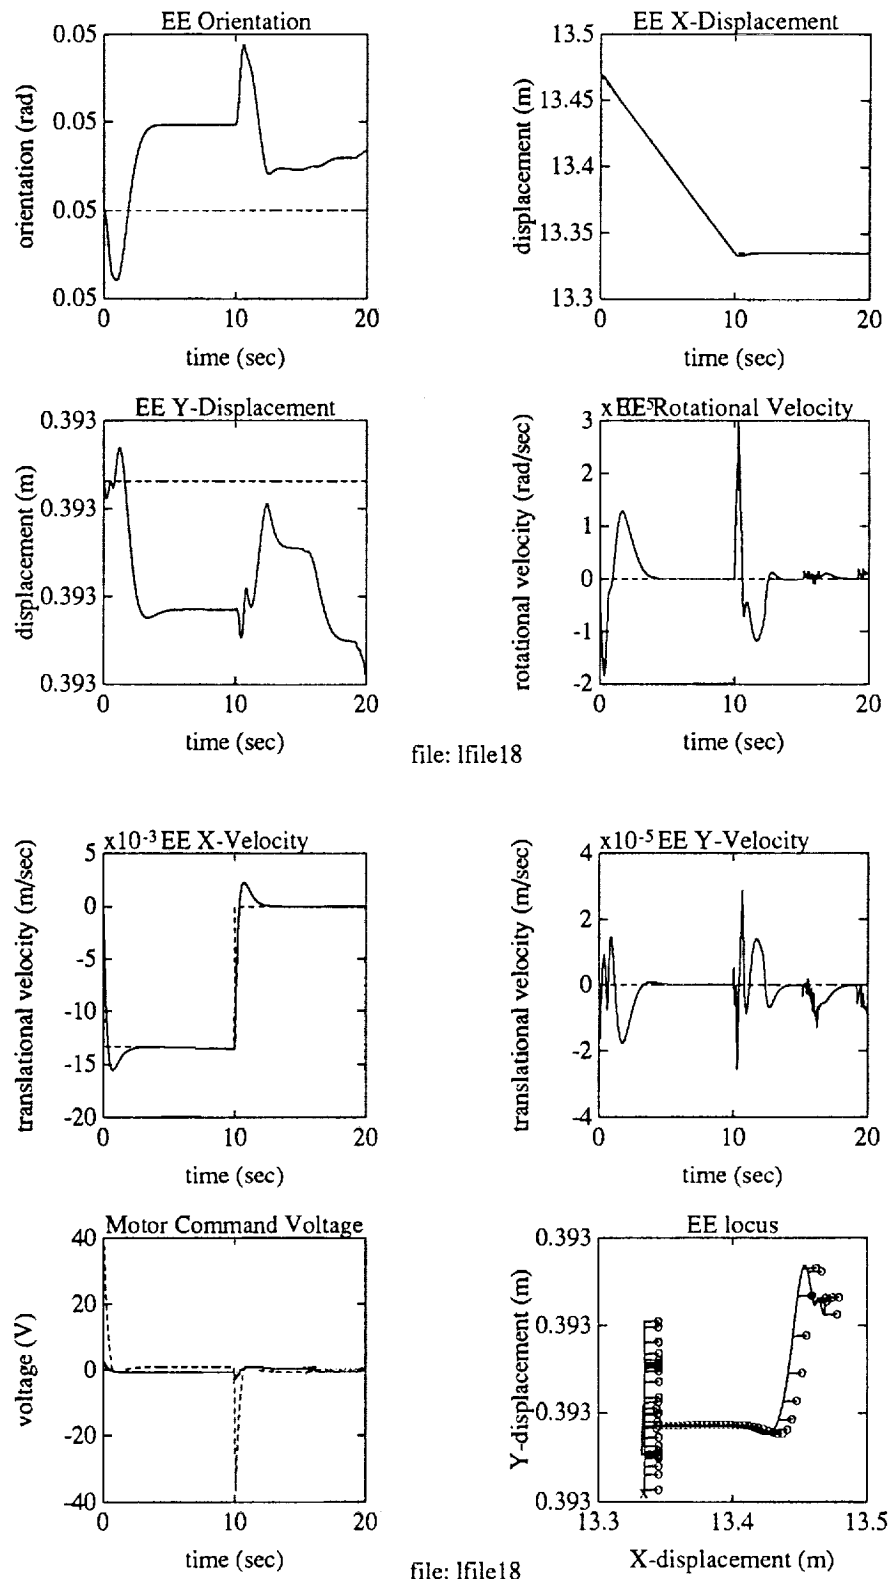 EE Orientation
orientation (rad)
0.05
0.05
0.05
0.05
0
10
20
time (sec)
EE X-Displacement
displacement (m)
13.5
13.45
13.4
13.35
13.3
0
10
20
time (sec)
EE Y-Displacement
displacement (m)
0.393
0.393
0.393
0.393
0
10
20
time (sec)
EE Rotational Velocity
rotational velocity (rad/sec)
3
2
1
0
-1
-2
0
10
20
time (sec)
file: lfile18
x10-3 EE X-Velocity
translational velocity (m/sec)
5
0
-5
-10
-15
-20
0
10
20
time (sec)
x10-5 EE Y-Velocity
translational velocity (m/sec)
4
2
0
-2
-4
0
10
20
time (sec)
Motor Command Voltage
voltage (V)
40
20
0
-20
-40
0
10
20
time (sec)
EE locus
Y-displacement (m)
0.393
0.393
0.393
0.393
13.3
13.4
13.5
X-displacement (m)
file: lfile18